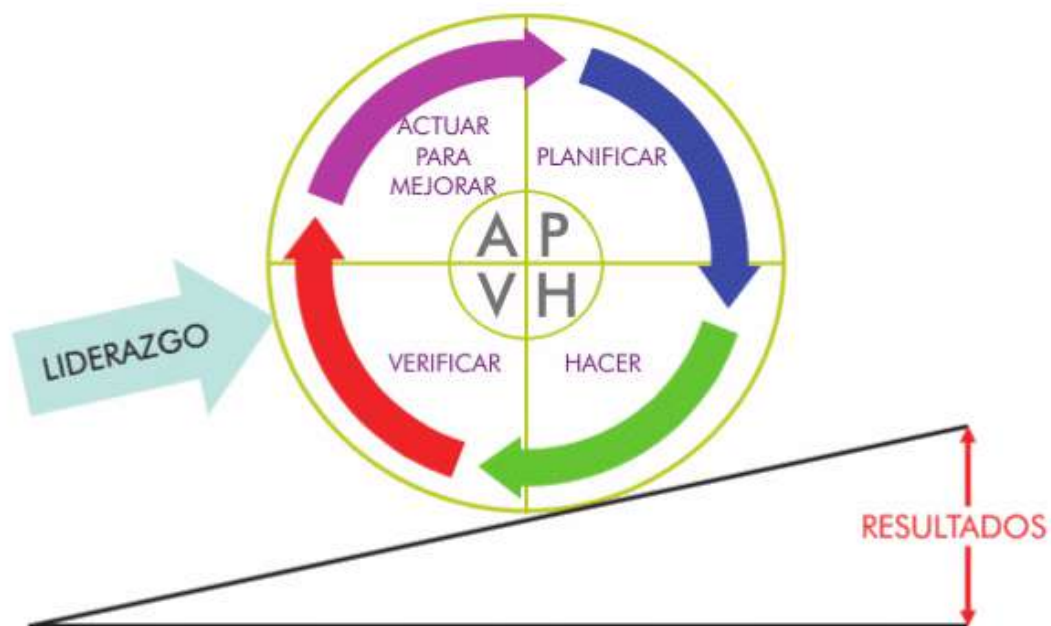 ACTUAR
PARA
MEJORAR
PLANIFICAR
A P
V H
LIDERAZGO
VERIFICAR
HACER
RESULTADOS